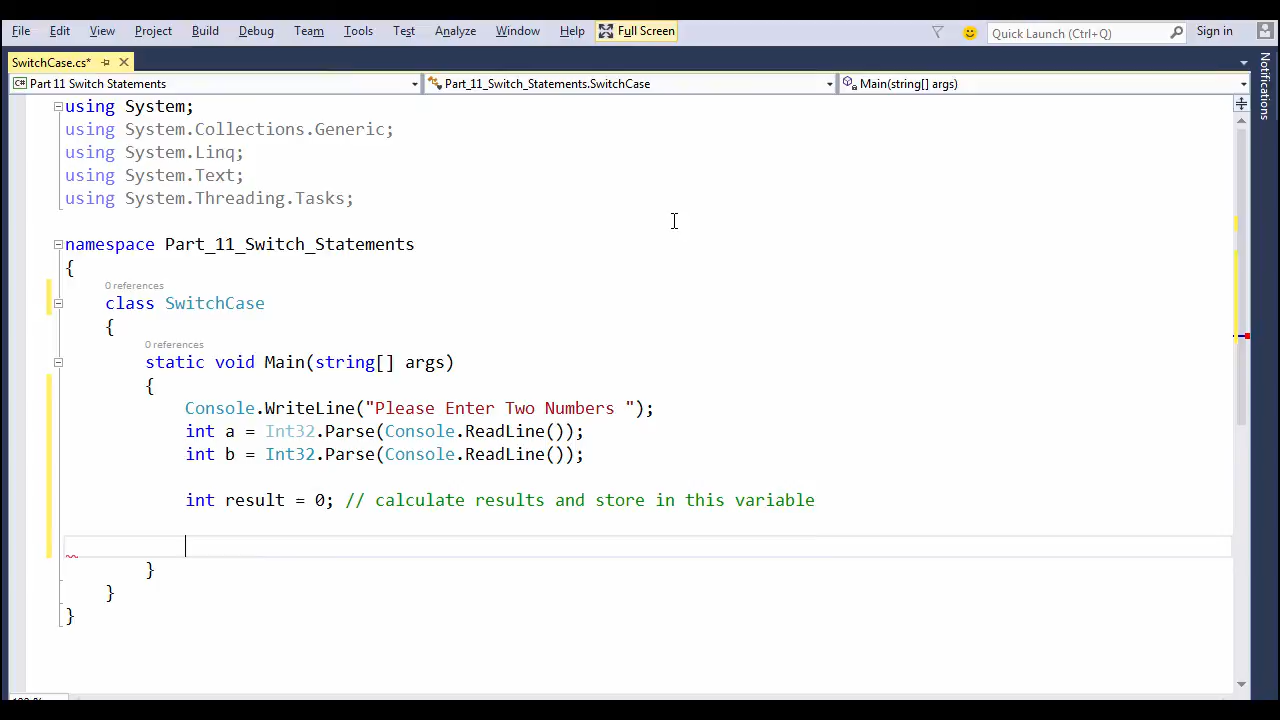 File Edit View Project Build Debug Team Tools Test Analyze Window Help Full Screen Quick Launch (Ctrl+Q) Sign in
SwitchCase.cs*
Notifications
C# Part 11 Switch Statements Part_11_Switch_Statements.SwitchCase Main(string[] args)
using System;
using System.Collections.Generic;
using System.Linq;
using System.Text;
using System.Threading.Tasks;
namespace Part_11_Switch_Statements
{
0 references
class SwitchCase
{
0 references
static void Main(string[] args)
{
Console.WriteLine("Please Enter Two Numbers ");
int a = Int32.Parse(Console.ReadLine());
int b = Int32.Parse(Console.ReadLine());
int result = 0; // calculate results and store in this variable
}
}
}